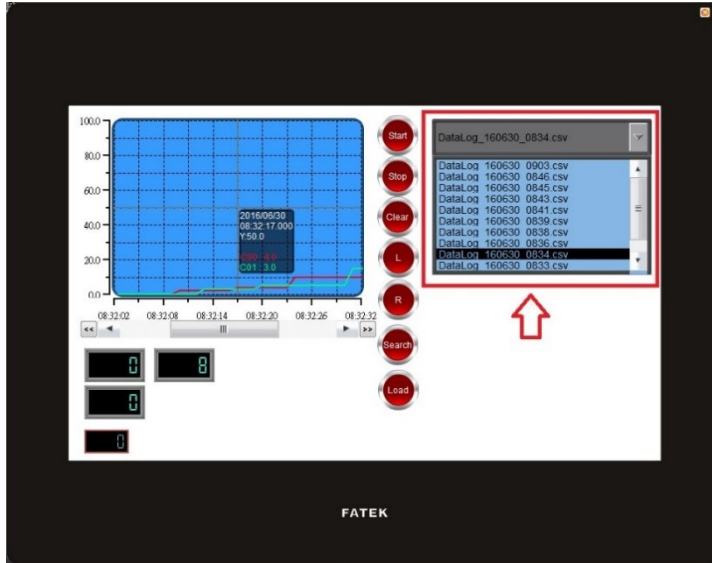 100.0
80.0
60.0
40.0
20.0
0.0
2016/06/30
08:32:17.000
Y:50.0
C00 : 4.0
C01 : 3.0
08:32:02 08:32:08 08:32:14 08:32:20 08:32:26 08:32:32
<< >>
0 8
0
0
Start
Stop
Clear
L
R
Search
Load
DataLog_160630_0834.csv
DataLog_160630_0903.csv
DataLog_160630_0846.csv
DataLog_160630_0845.csv
DataLog_160630_0843.csv
DataLog_160630_0841.csv
DataLog_160630_0839.csv
DataLog_160630_0838.csv
DataLog_160630_0836.csv
DataLog_160630_0834.csv
DataLog_160630_0833.csv
FATEK